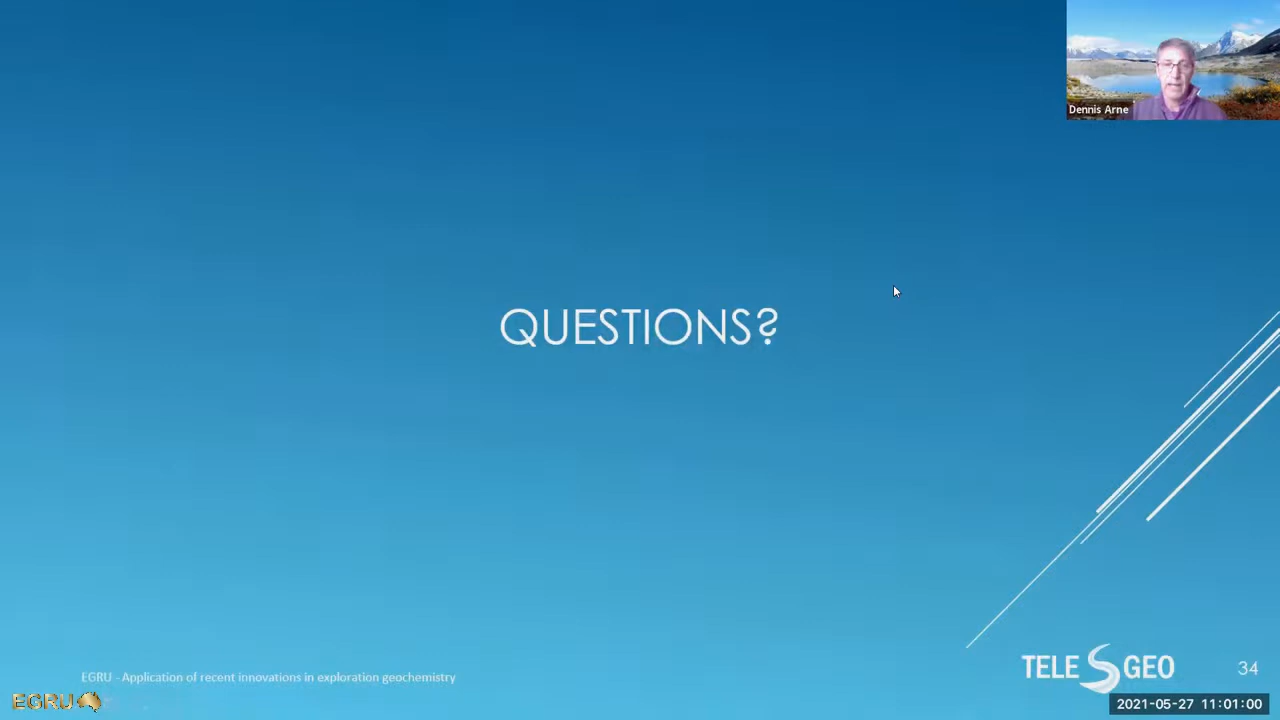 Dennis Arne
QUESTIONS?
EGRU - Application of recent innovations in exploration geochemistry
TELE GEO
34
EGRU
2021-05-27 11:01:00